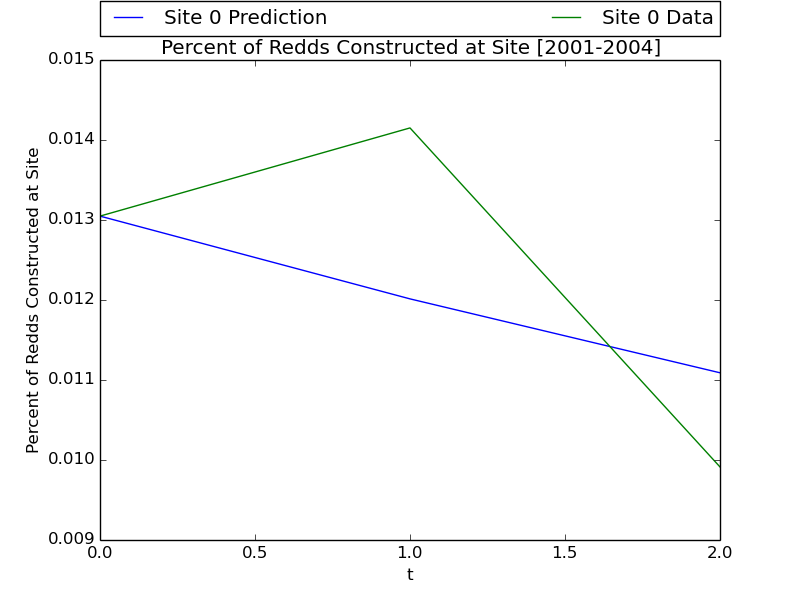 Site 0 Prediction Site 0 Data
Percent of Redds Constructed at Site [2001-2004]
0.015
0.014
0.013
0.012
0.011
0.010
0.009
Percent of Redds Constructed at Site
0.0 0.5 1.0 1.5 2.0
t